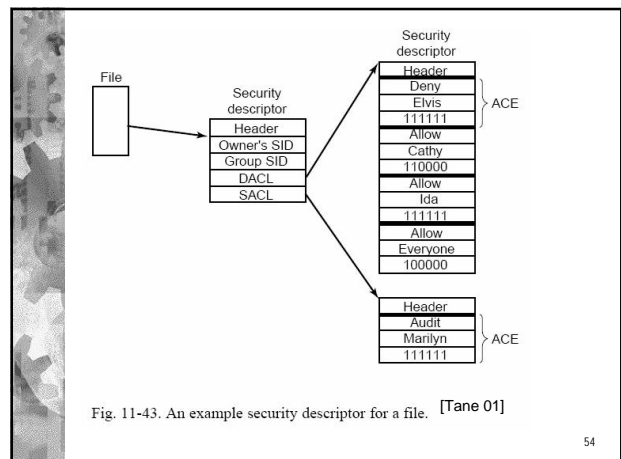 File
Security
descriptor
Header
Owner's SID
Group SID
DACL
SACL
Security
descriptor
Header
Deny
Elvis
111111
ACE
Allow
Cathy
110000
Allow
Ida
111111
Allow
Everyone
100000
Header
Audit
Marilyn
111111
ACE
Fig. 11-43. An example security descriptor for a file. [Tane 01]
54